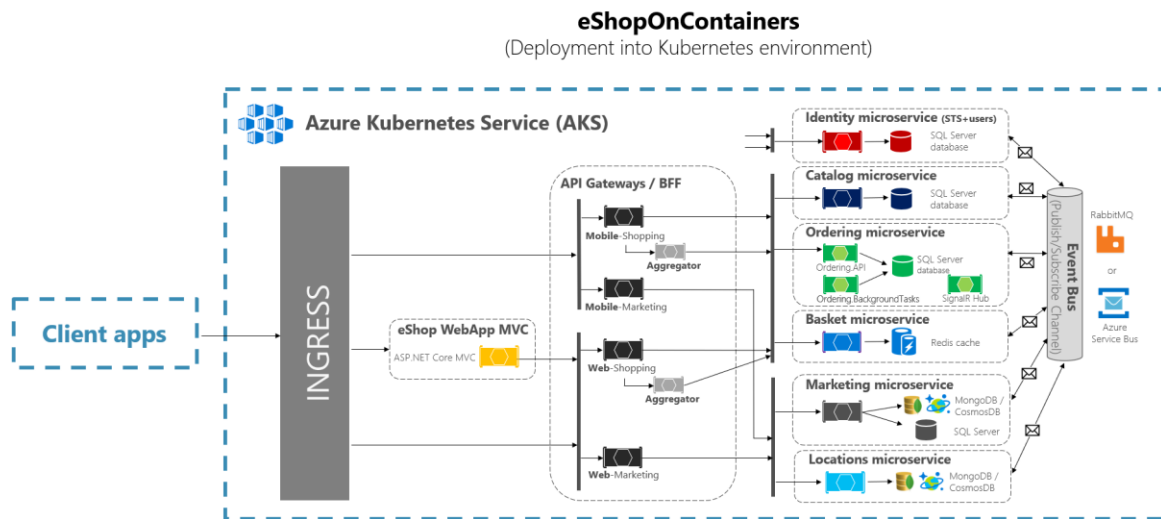 eShopOnContainers
(Deployment into Kubernetes environment)
Azure Kubernetes Service (AKS)
Client apps
INGRESS
eShop WebApp MVC
ASP.NET Core MVC
API Gateways / BFF
Mobile-Shopping
Aggregator
Mobile-Marketing
Web-Shopping
Aggregator
Web-Marketing
Identity microservice (STS+users)
SQL Server
database
Catalog microservice
SQL Server
database
Ordering microservice
Ordering.API
SQL Server
database
Ordering.BackgroundTasks
SignalR Hub
Basket microservice
Redis cache
Marketing microservice
MongoDB /
CosmosDB
SQL Server
Locations microservice
MongoDB /
CosmosDB
Event Bus
(Publish/Subscribe Channel)
RabbitMQ
or
Azure
Service Bus